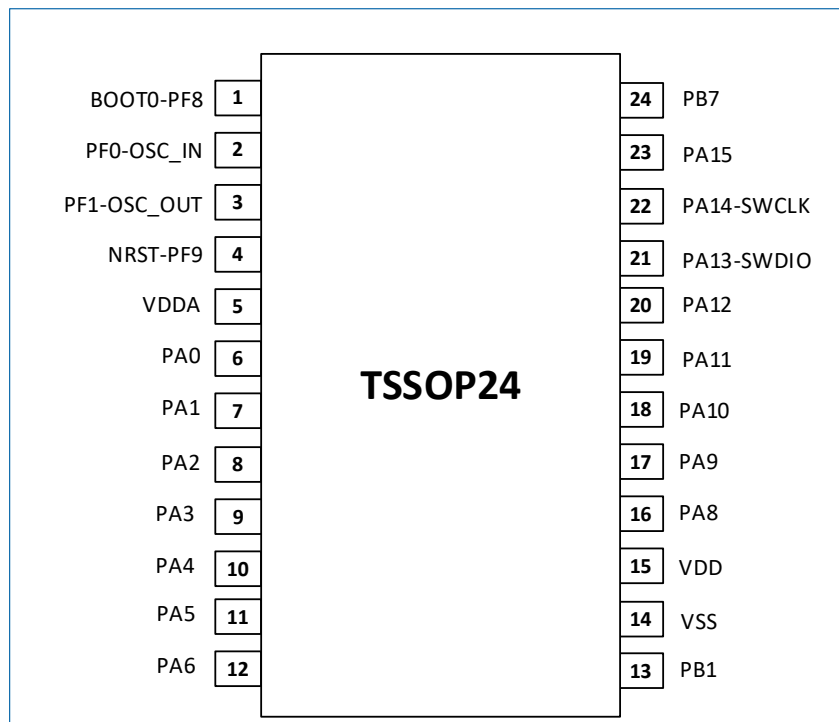 BOOT0-PF8 1 24 PB7
PF0-OSC_IN 2 23 PA15
PF1-OSC_OUT 3 22 PA14-SWCLK
NRST-PF9 4 21 PA13-SWDIO
VDDA 5 20 PA12
PA0 6 19 PA11
TSSOP24
PA1 7 18 PA10
PA2 8 17 PA9
PA3 9 16 PA8
PA4 10 15 VDD
PA5 11 14 VSS
PA6 12 13 PB1